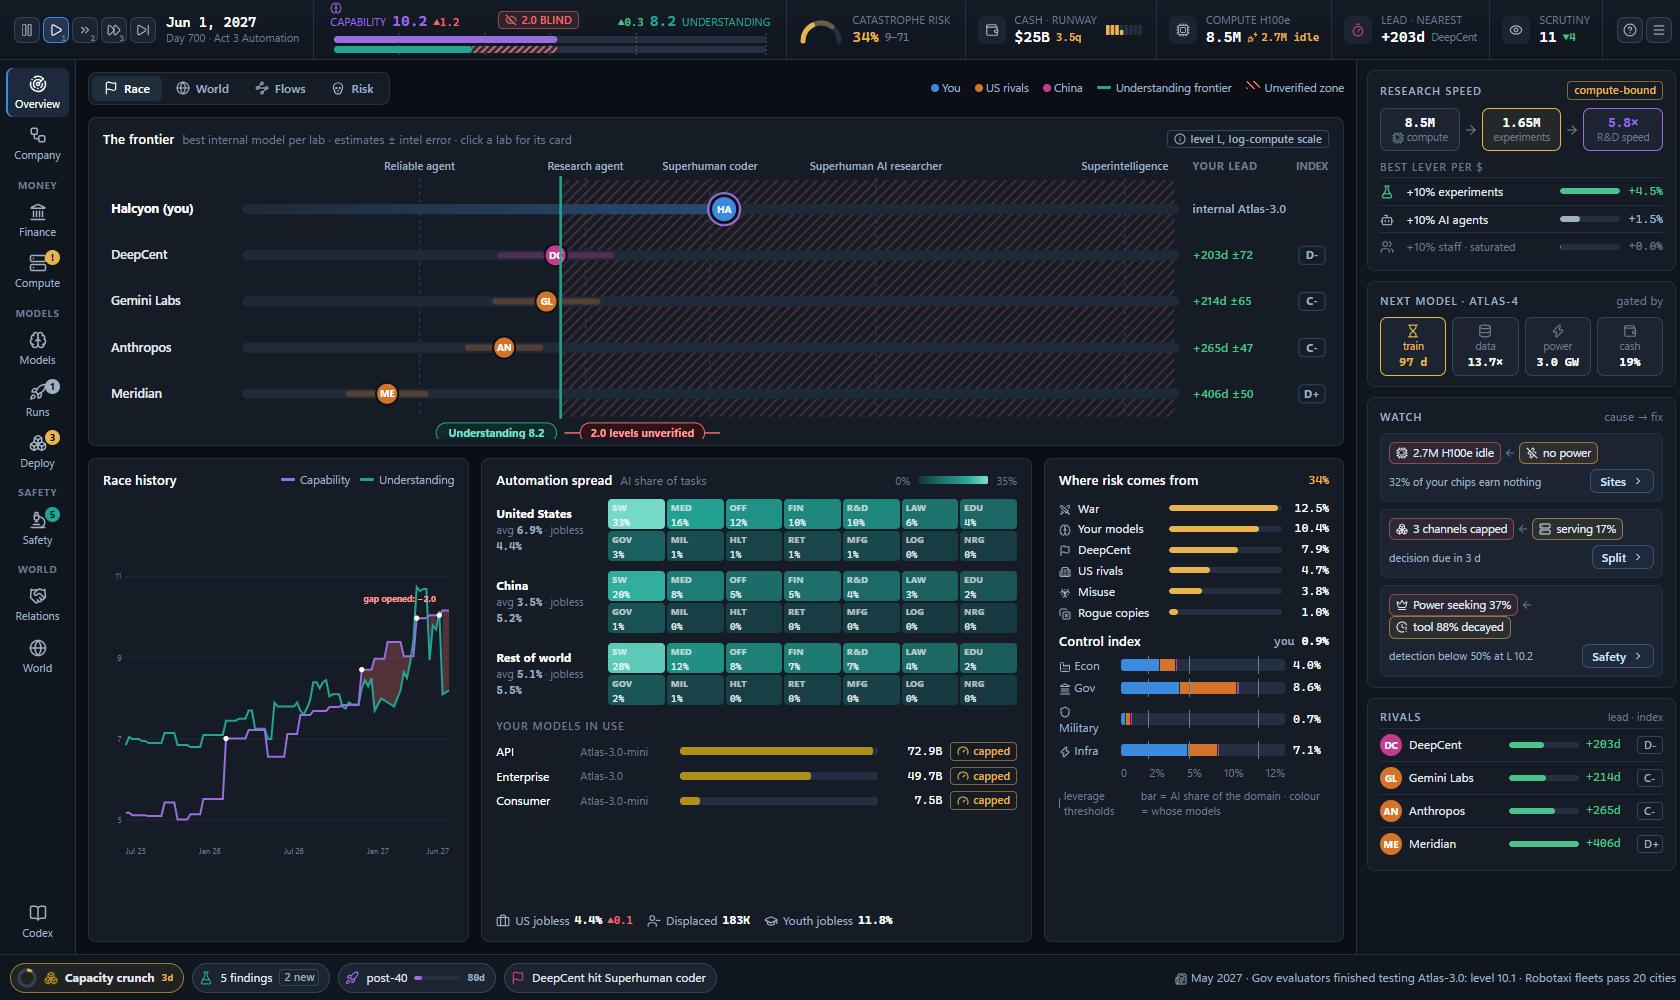 Jun 1, 2027
Day 700 · Act 3 Automation
CAPABILITY 10.2 ▲1.2
2.0 BLIND
▲0.3 8.2 UNDERSTANDING
CATASTROPHE RISK
34% 9–71
CASH · RUNWAY
$25B 3.5q
COMPUTE H100e
8.5M 2.7M idle
LEAD · NEAREST
+203d DeepCent
SCRUTINY
11 ▼4
Overview
Company
MONEY
Finance
Compute
!
MODELS
Models
Runs
1
Deploy
3
SAFETY
Safety
5
WORLD
Relations
World
Codex
Race
World
Flows
Risk
You
US rivals
China
Understanding frontier
Unverified zone
The frontier best internal model per lab · estimates ± intel error · click a lab for its card
level L, log-compute scale
Reliable agent
Research agent
Superhuman coder
Superhuman AI researcher
Superintelligence
YOUR LEAD
INDEX
Halcyon (you)
HA
internal Atlas-3.0
DeepCent
+203d ±72
D-
Gemini Labs
GL
+214d ±65
C-
Anthropos
AN
+265d ±47
C-
Meridian
ME
+406d ±50
D+
Understanding 8.2
2.0 levels unverified
Race history
Capability
Understanding
11
gap opened: −2.0
9
7
5
Jul 25
Jan 26
Jul 26
Jan 27
Jun 27
Automation spread AI share of tasks
0%
35%
United States
avg 6.9% · jobless
4.4%
SW MED OFF FIN R&D LAW EDU
33% 16% 12% 10% 10% 6% 4%
GOV MIL HLT RET MFG LOG NRG
3% 1% 1% 1% 1% 0% 0%
China
avg 3.5% · jobless
5.2%
SW MED OFF FIN R&D LAW EDU
20% 8% 5% 5% 4% 3% 2%
GOV MIL HLT RET MFG LOG NRG
1% 0% 0% 0% 0% 0% 0%
Rest of world
avg 5.1% · jobless
5.5%
SW MED OFF FIN R&D LAW EDU
28% 12% 8% 7% 7% 4% 2%
GOV MIL HLT RET MFG LOG NRG
2% 1% 0% 0% 0% 0% 0%
YOUR MODELS IN USE
API Atlas-3.0-mini 72.9B capped
Enterprise Atlas-3.0 49.7B capped
Consumer Atlas-3.0-mini 7.5B capped
US jobless 4.4% ▲0.1
Displaced 183K
Youth jobless 11.8%
Where risk comes from 34%
War 12.5%
Your models 10.4%
DeepCent 7.9%
US rivals 4.7%
Misuse 3.8%
Rogue copies 1.0%
Control index you 0.9%
Econ 4.0%
Gov 8.6%
Military 0.7%
Infra 7.1%
0 2% 5% 10% 12%
leverage thresholds
bar = AI share of the domain · colour = whose models
RESEARCH SPEED
compute-bound
8.5M → 1.65M → 5.8×
compute experiments R&D speed
BEST LEVER PER $
+10% experiments +4.5%
+10% AI agents +1.5%
+10% staff · saturated +0.0%
NEXT MODEL · ATLAS-4 gated by
train data power cash
97 d 13.7× 3.0 GW 19%
WATCH cause → fix
2.7M H100e idle ← no power
32% of your chips earn nothing
Sites
3 channels capped ← serving 17%
decision due in 3 d
Split
Power seeking 37% ←
tool 88% decayed
detection below 50% at L 10.2
Safety
RIVALS lead · index
DC DeepCent +203d D-
GL Gemini Labs +214d C-
AN Anthropos +265d C-
ME Meridian +406d D+
Capacity crunch 3d
5 findings 2 new
post-40 80d
DeepCent hit Superhuman coder
May 2027 · Gov evaluators finished testing Atlas-3.0: level 10.1 · Robotaxi fleets pass 20 cities